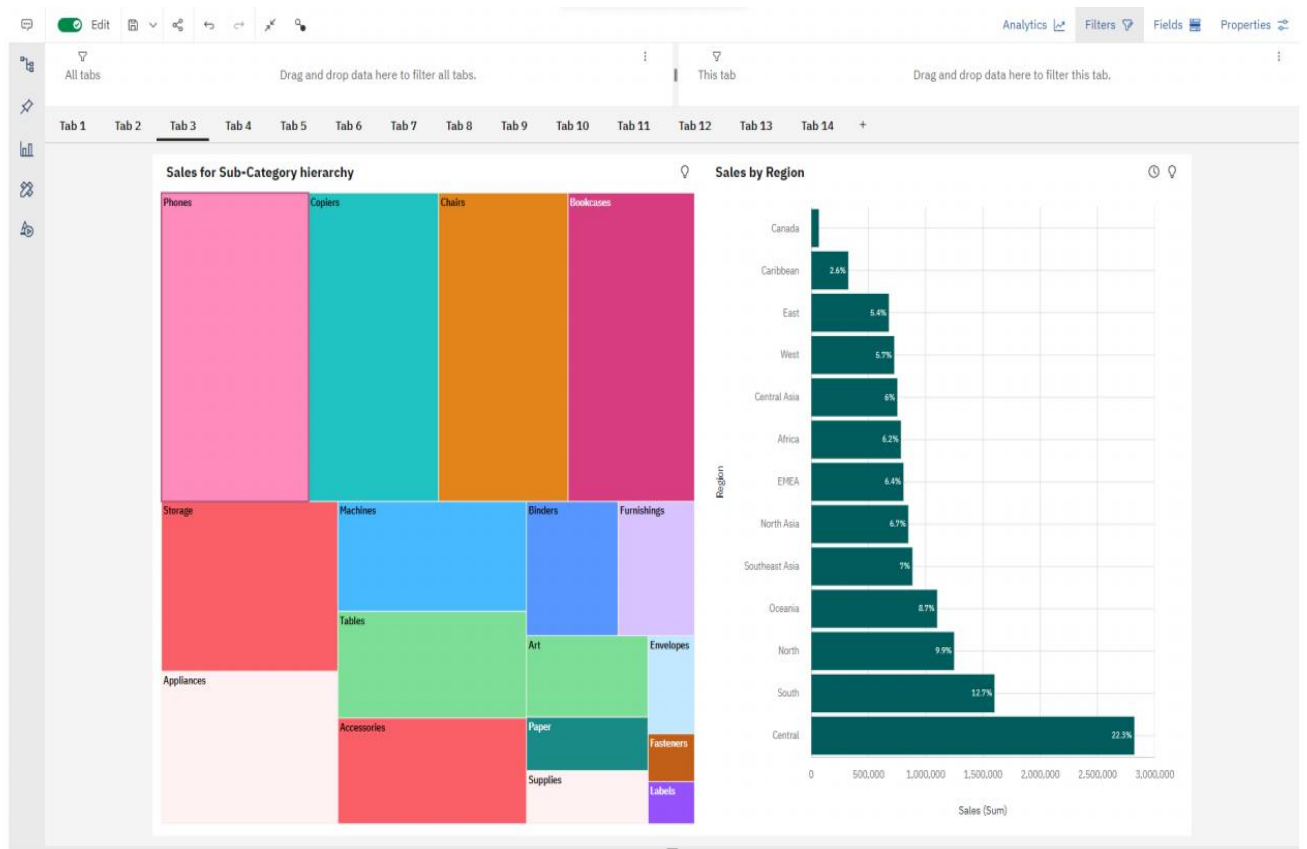 Edit
Analytics
Filters
Fields
Properties
All tabs
Drag and drop data here to filter all tabs.
This tab
Drag and drop data here to filter this tab.
Tab 1 Tab 2 Tab 3 Tab 4 Tab 5 Tab 6 Tab 7 Tab 8 Tab 9 Tab 10 Tab 11 Tab 12 Tab 13 Tab 14 +
Sales for Sub-Category hierarchy
Phones
Copiers
Chairs
Bookcases
Storage
Machines
Binders
Furnishings
Tables
Art
Envelopes
Appliances
Accessories
Paper
Fasteners
Supplies
Labels
Sales by Region
Region
Canada
Caribbean 2.6%
East 5.4%
West 5.7%
Central Asia 6%
Africa 6.2%
EMEA 6.4%
North Asia 6.7%
Southeast Asia 7%
Oceania 8.7%
North 9.9%
South 12.7%
Central 22.3%
0 500,000 1,000,000 1,500,000 2,000,000 2,500,000 3,000,000
Sales (Sum)